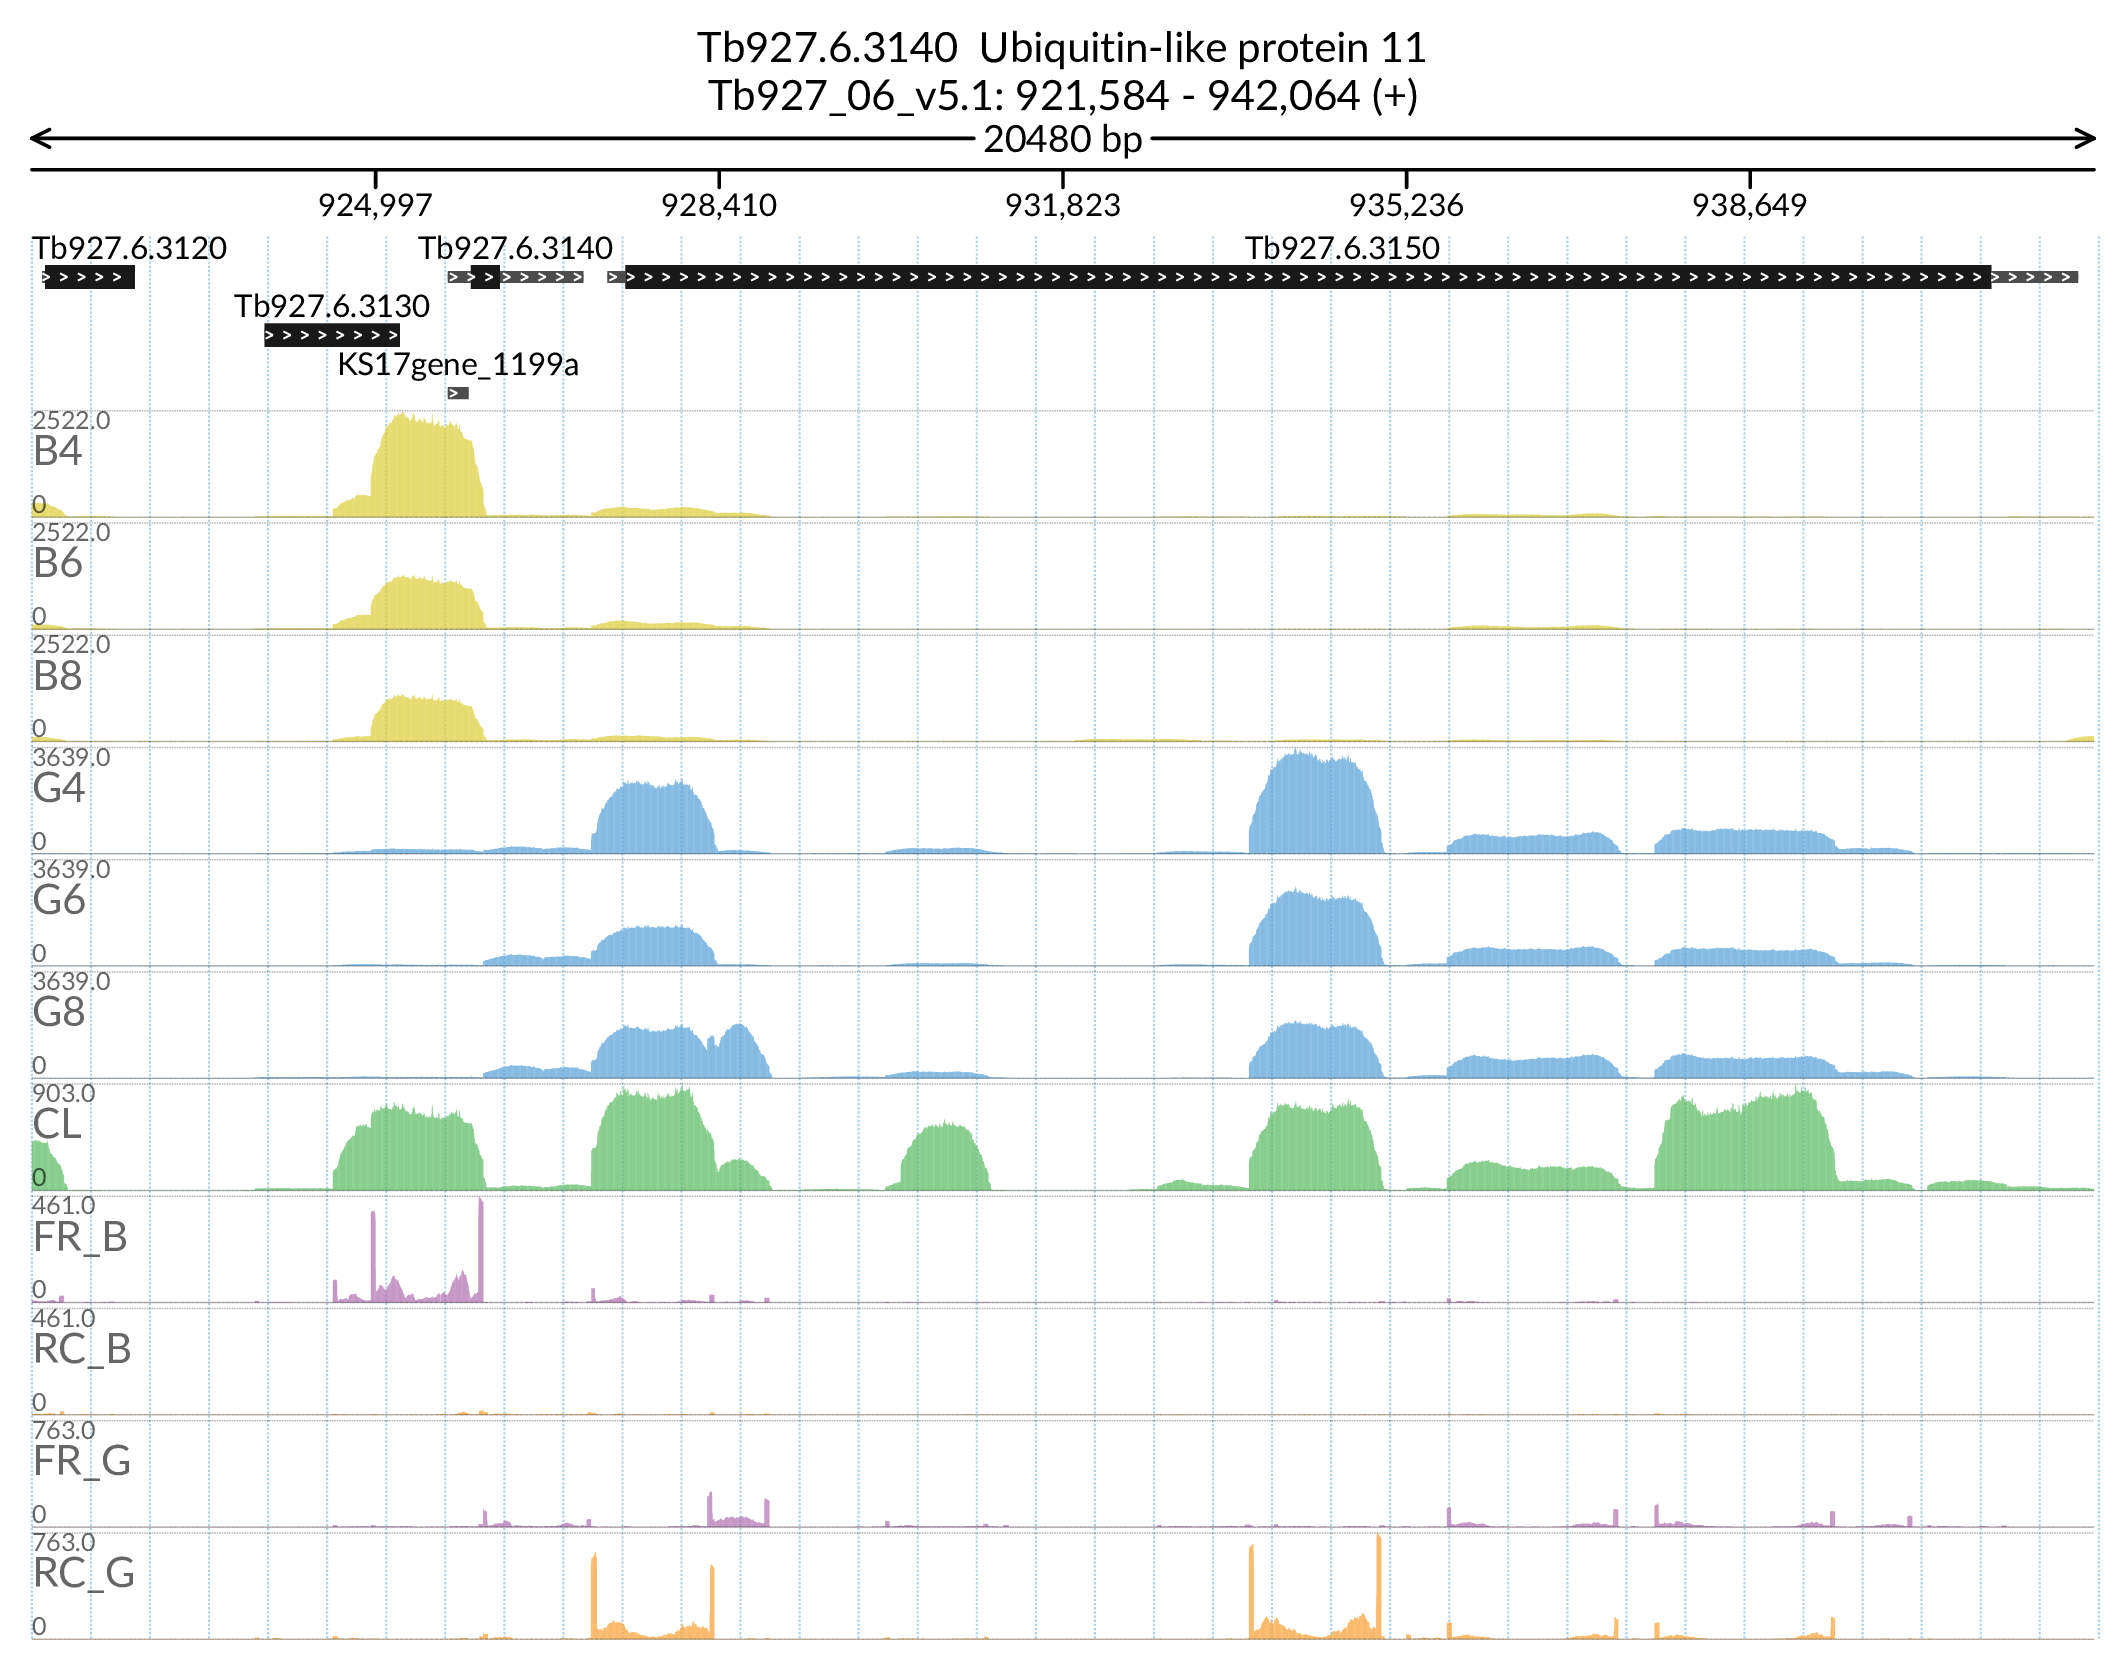 Tb927.6.3140  Ubiquitin-like protein 11
Tb927_06_v5.1: 921,584 - 942,064 (+)
20480 bp
924,997 928,410 931,823 935,236 938,649
Tb927.6.3120 Tb927.6.3140 Tb927.6.3150
Tb927.6.3130
KS17gene_1199a
2522.0
B4
0
2522.0
B6
0
2522.0
B8
0
3639.0
G4
0
3639.0
G6
0
3639.0
G8
0
903.0
CL
0
461.0
FR_B
0
461.0
RC_B
0
763.0
FR_G
0
763.0
RC_G
0